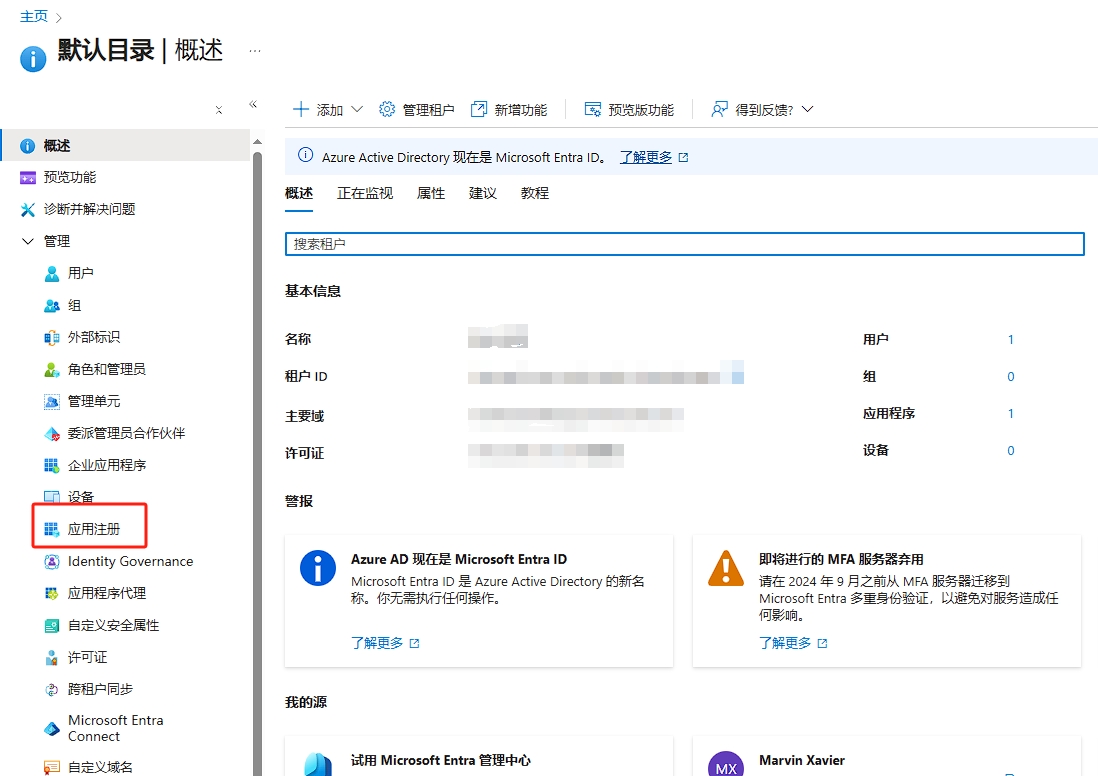 主页
默认目录 | 概述
...
添加
管理租户
新增功能
预览版功能
得到反馈?
概述
预览功能
诊断并解决问题
管理
用户
组
外部标识
角色和管理员
管理单元
委派管理员合作伙伴
企业应用程序
设备
应用注册
Identity Governance
应用程序代理
自定义安全属性
许可证
跨租户同步
Microsoft Entra
Connect
自定义域名
Azure Active Directory 现在是 Microsoft Entra ID。 了解更多
概述 正在监视 属性 建议 教程
搜索租户
基本信息
名称
租户 ID
主要域
许可证
用户 1
组 0
应用程序 1
设备 0
警报
Azure AD 现在是 Microsoft Entra ID
Microsoft Entra ID 是 Azure Active Directory 的新名
称。你无需执行任何操作。
了解更多
即将进行的 MFA 服务器弃用
请在 2024 年 9 月之前从 MFA 服务器迁移到
Microsoft Entra 多重身份验证，以避免对服务造成任
何影响。
了解更多
我的源
试用 Microsoft Entra 管理中心
MX
Marvin Xavier